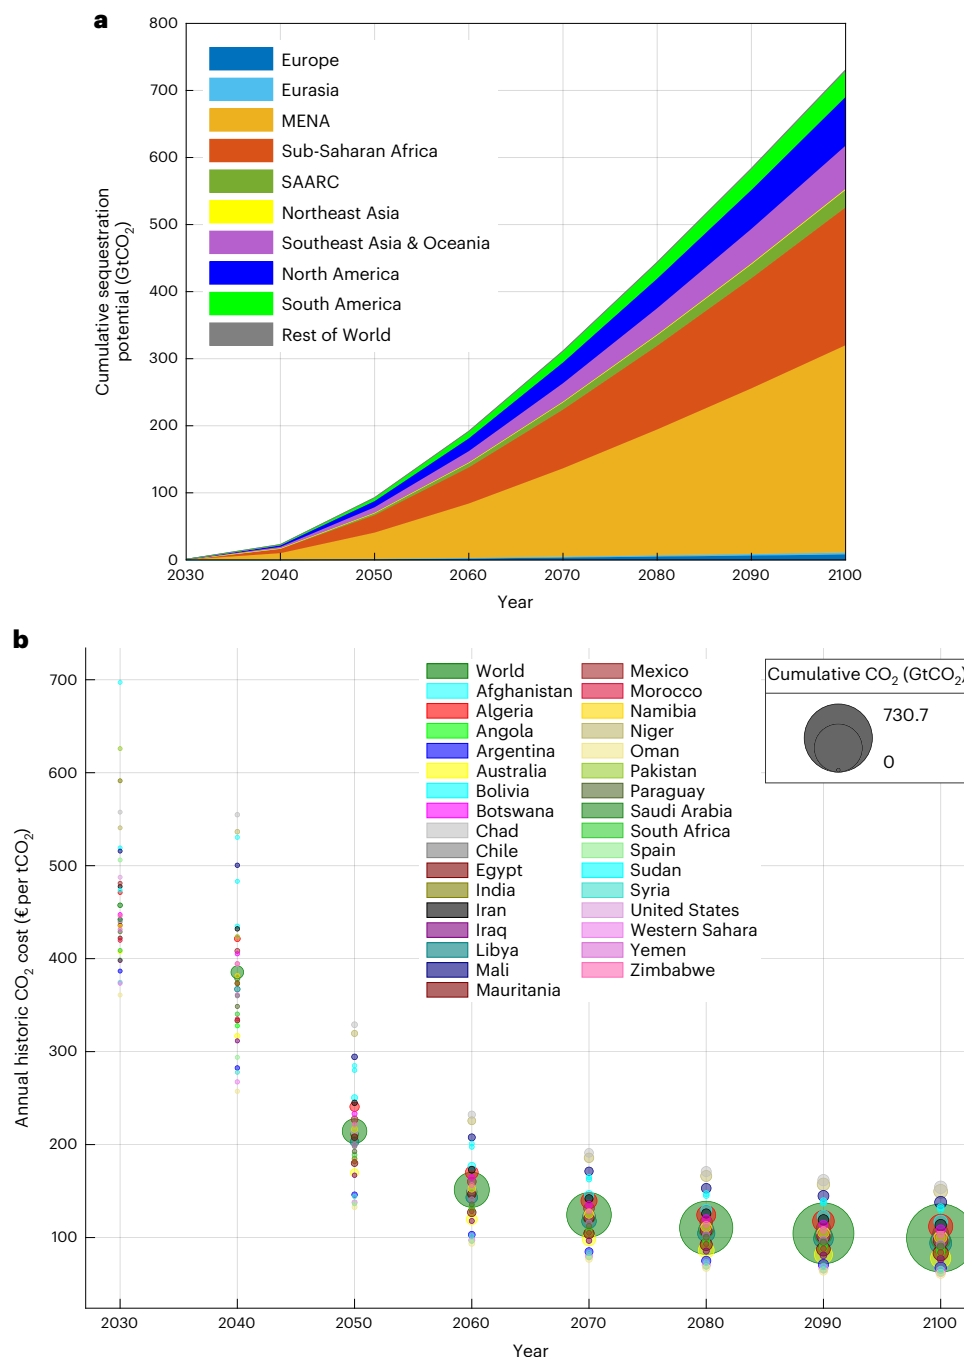 a
800
700
600
500
400
300
200
100
0
Cumulative sequestration
potential (GtCO2)
Europe
Eurasia
MENA
Sub-Saharan Africa
SAARC
Northeast Asia
Southeast Asia & Oceania
North America
South America
Rest of World
2030 2040 2050 2060 2070 2080 2090 2100
Year
b
700
600
500
400
300
200
100
Annual historic CO2 cost (€ per tCO2)
World
Afghanistan
Algeria
Angola
Argentina
Australia
Bolivia
Botswana
Chad
Chile
Egypt
India
Iran
Iraq
Libya
Mali
Mauritania
Mexico
Morocco
Namibia
Niger
Oman
Pakistan
Paraguay
Saudi Arabia
South Africa
Spain
Sudan
Syria
United States
Western Sahara
Yemen
Zimbabwe
Cumulative CO2 (GtCO2)
730.7
0
2030 2040 2050 2060 2070 2080 2090 2100
Year